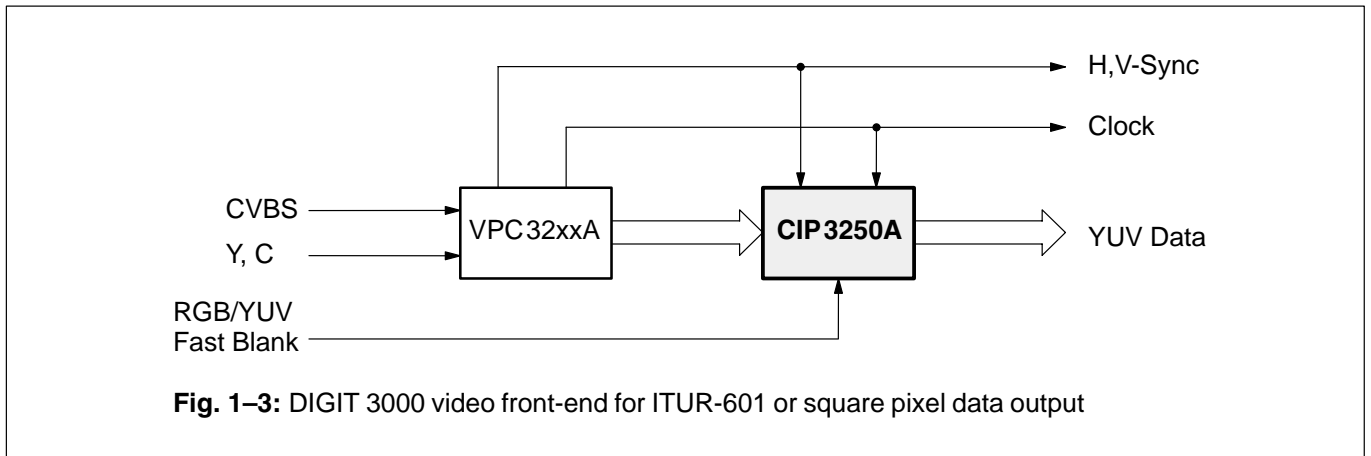 H,V-Sync
Clock
CVBS
VPC32xxA
CIP3250A
YUV Data
Y, C
RGB/YUV
Fast Blank
Fig. 1–3: DIGIT 3000 video front-end for ITUR-601 or square pixel data output